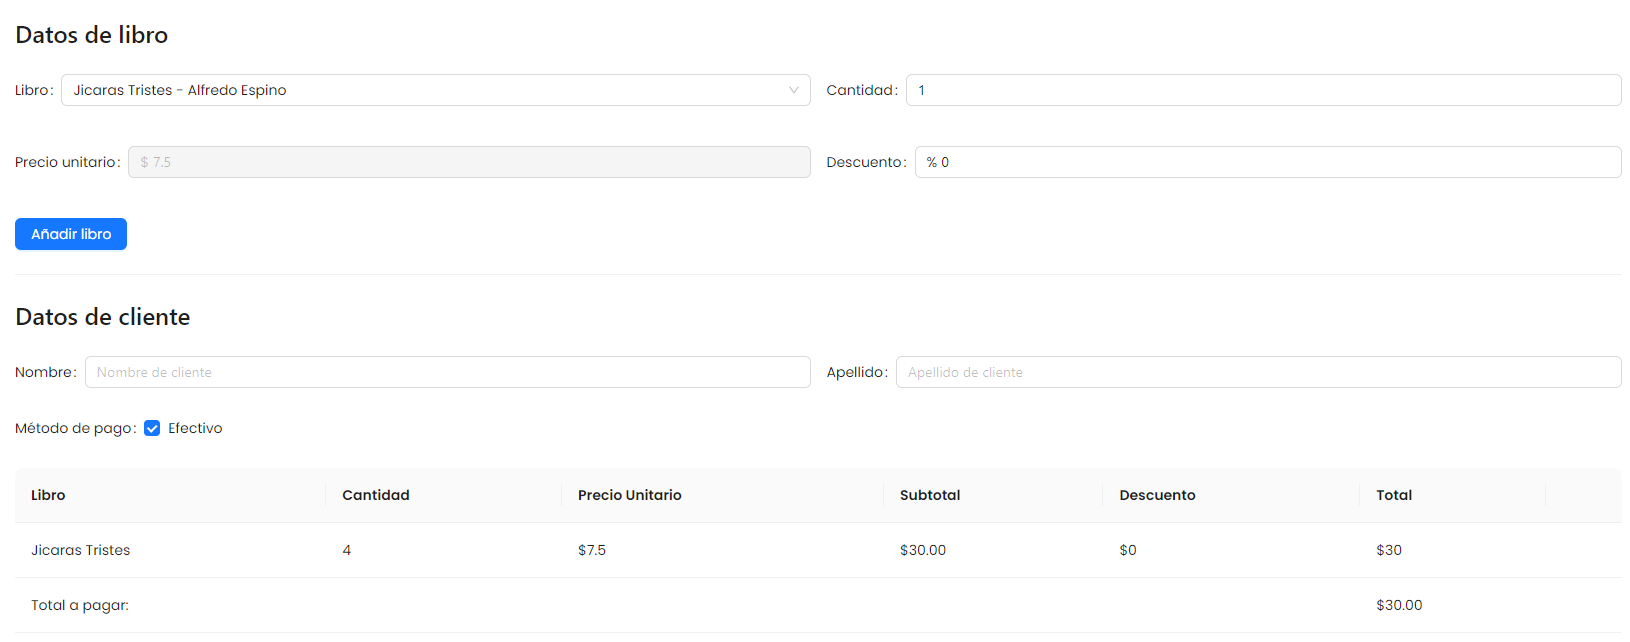 Datos de libro
Libro: Jicaras Tristes - Alfredo Espino Cantidad: 1
Precio unitario: $ 7.5 Descuento: % 0
Añadir libro
Datos de cliente
Nombre: Nombre de cliente Apellido: Apellido de cliente
Método de pago: Efectivo
Libro Cantidad Precio Unitario Subtotal Descuento Total
Jicaras Tristes 4 $7.5 $30.00 $0 $30
Total a pagar: $30.00